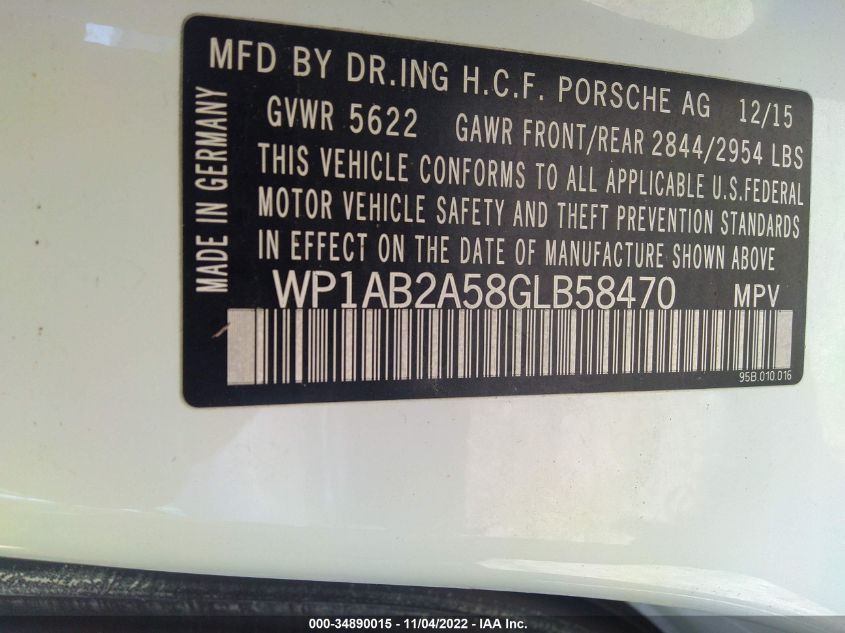 MFD BY DR.ING H.C.F. PORSCHE AG 12/15
GVWR 5622 GAWR FRONT/REAR 2844/2954 LBS
THIS VEHICLE CONFORMS TO ALL APPLICABLE U.S.FEDERAL
MOTOR VEHICLE SAFETY AND THEFT PREVENTION STANDARDS
IN EFFECT ON THE DATE OF MANUFACTURE SHOWN ABOVE
MADE IN GERMANY
WP1AB2A58GLB58470 MPV
95B.010.016
000-34890015 - 11/04/2022 - IAA Inc.